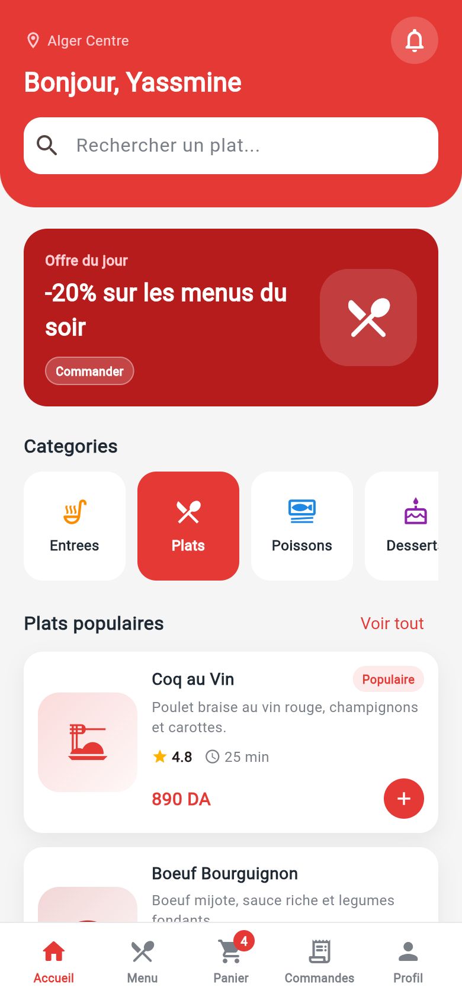 Alger Centre
Bonjour, Yassmine
Rechercher un plat...
Offre du jour
-20% sur les menus du
soir
Commander
Categories
Entrees
Plats
Poissons
Desserts
Plats populaires
Voir tout
Coq au Vin
Populaire
Poulet braise au vin rouge, champignons
et carottes.
4.8
25 min
890 DA
Boeuf Bourguignon
Boeuf mijote, sauce riche et legumes
fondants.
4
Accueil
Menu
Panier
Commandes
Profil